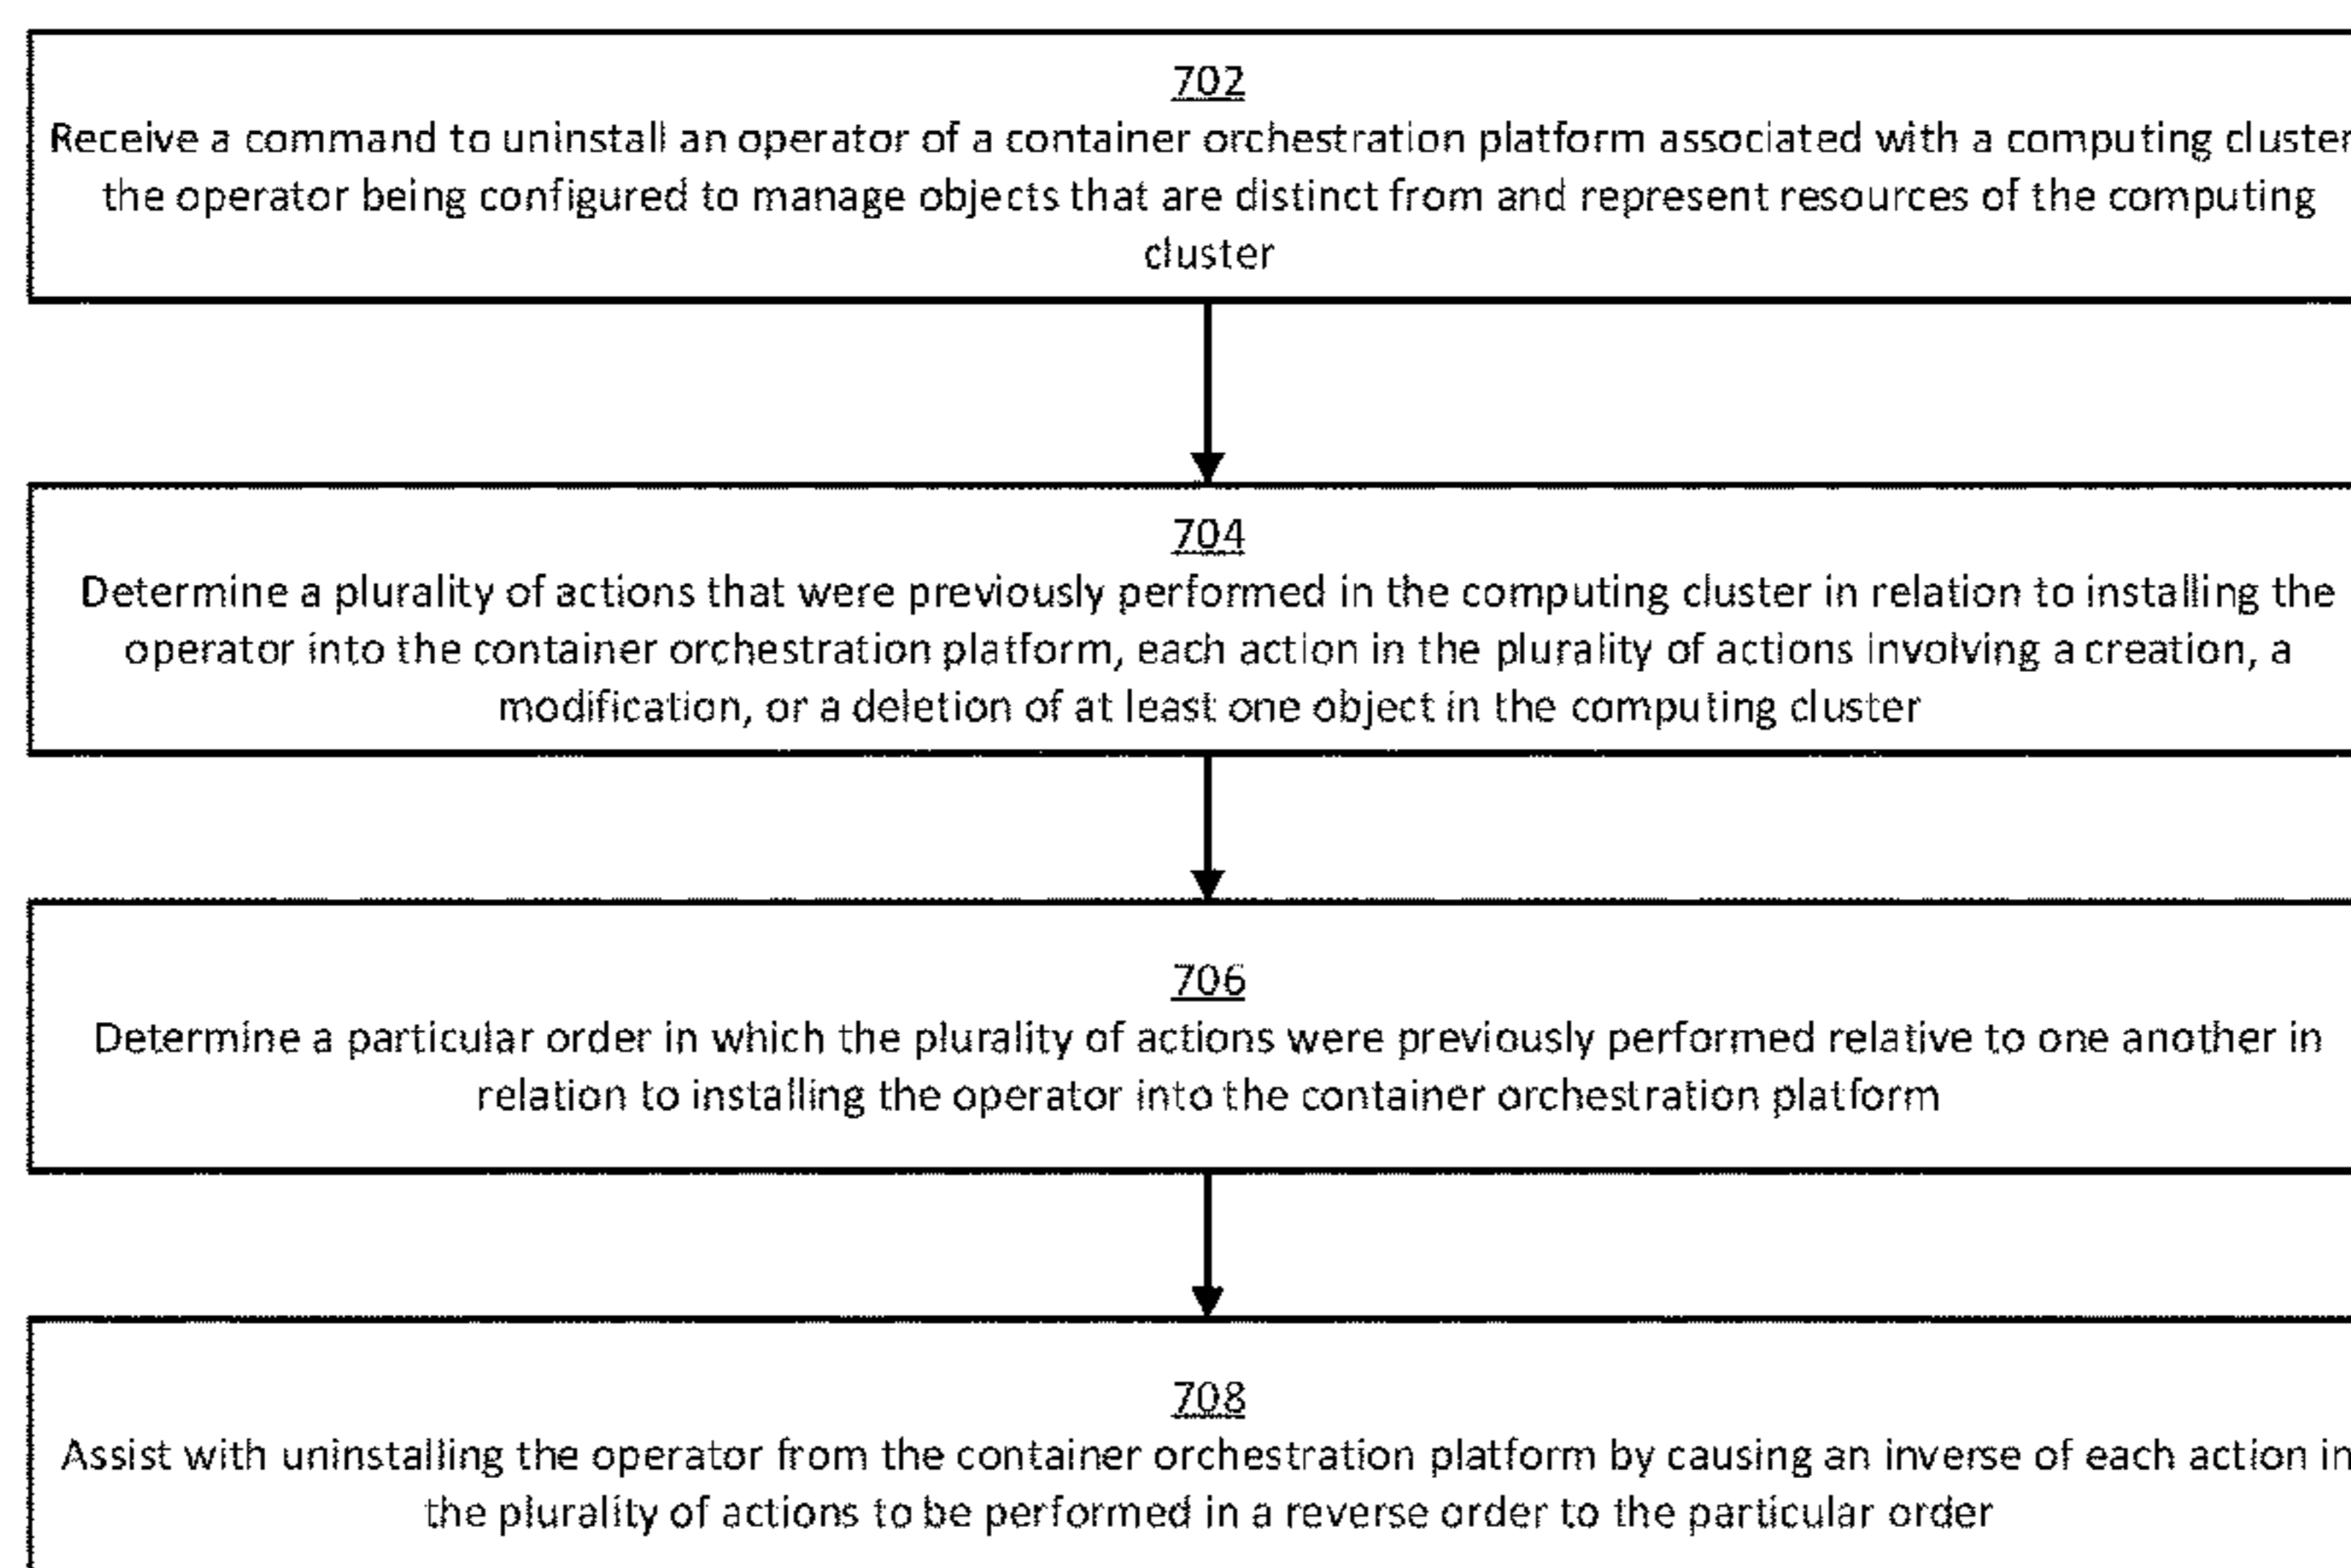 702
Receive a command to uninstall an operator of a container orchestration platform associated with a computing cluster
the operator being configured to manage objects that are distinct from and represent resources of the computing
cluster
704
Determine a plurality of actions that were previously performed in the computing cluster in relation to installing the
operator into the container orchestration platform, each action in the plurality of actions involving a creation, a
modification, or a deletion of at least one object in the computing cluster
706
Determine a particular order in which the plurality of actions were previously performed relative to one another in
relation to installing the operator into the container orchestration platform
708
Assist with uninstalling the operator from the container orchestration platform by causing an inverse of each action in
the plurality of actions to be performed in a reverse order to the particular order